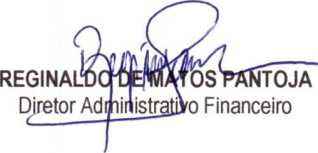 REGINALDO DE MATOS PANTOJA
Diretor Administrativo Financeiro